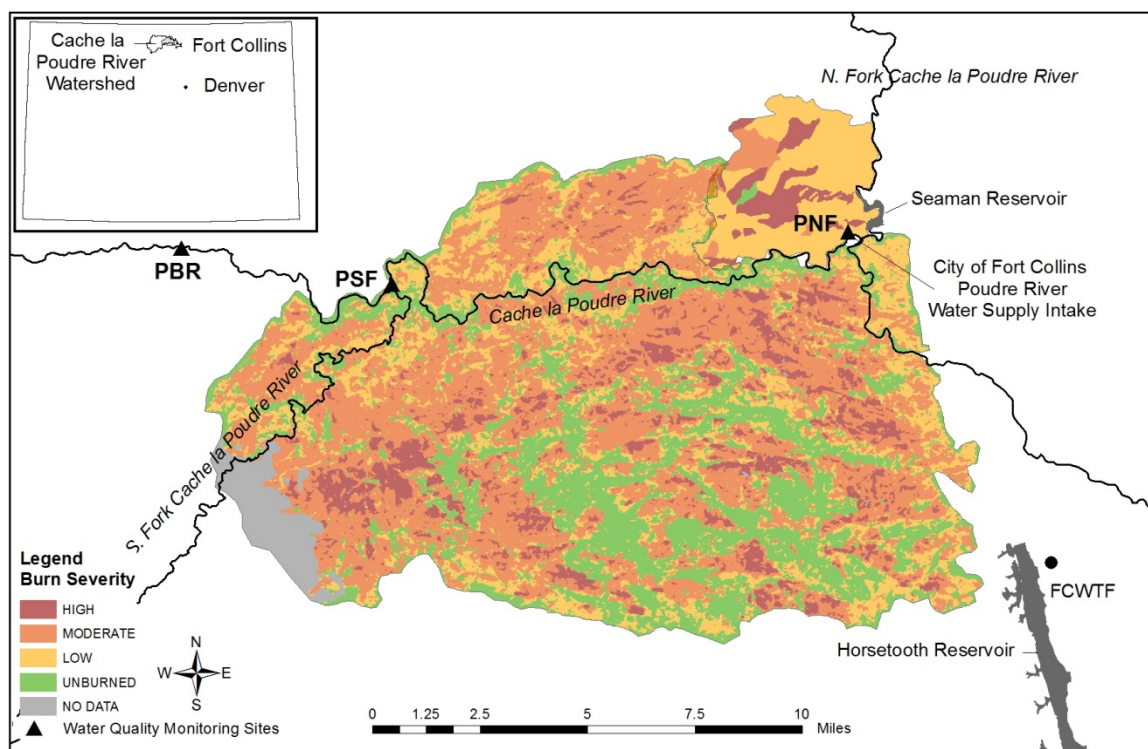 Cache la
Poudre River
Watershed
Fort Collins
Denver
N. Fork Cache la Poudre River
Seaman Reservoir
PNF
PBR
PSF
City of Fort Collins
Poudre River
Water Supply Intake
Cache la Poudre River
S. Fork Cache la Poudre River
Legend
Burn Severity
HIGH
MODERATE
LOW
UNBURNED
NO DATA
Water Quality Monitoring Sites
N
W E
S
0 1.25 2.5 5 7.5 10
Miles
FCWTF
Horsetooth Reservoir